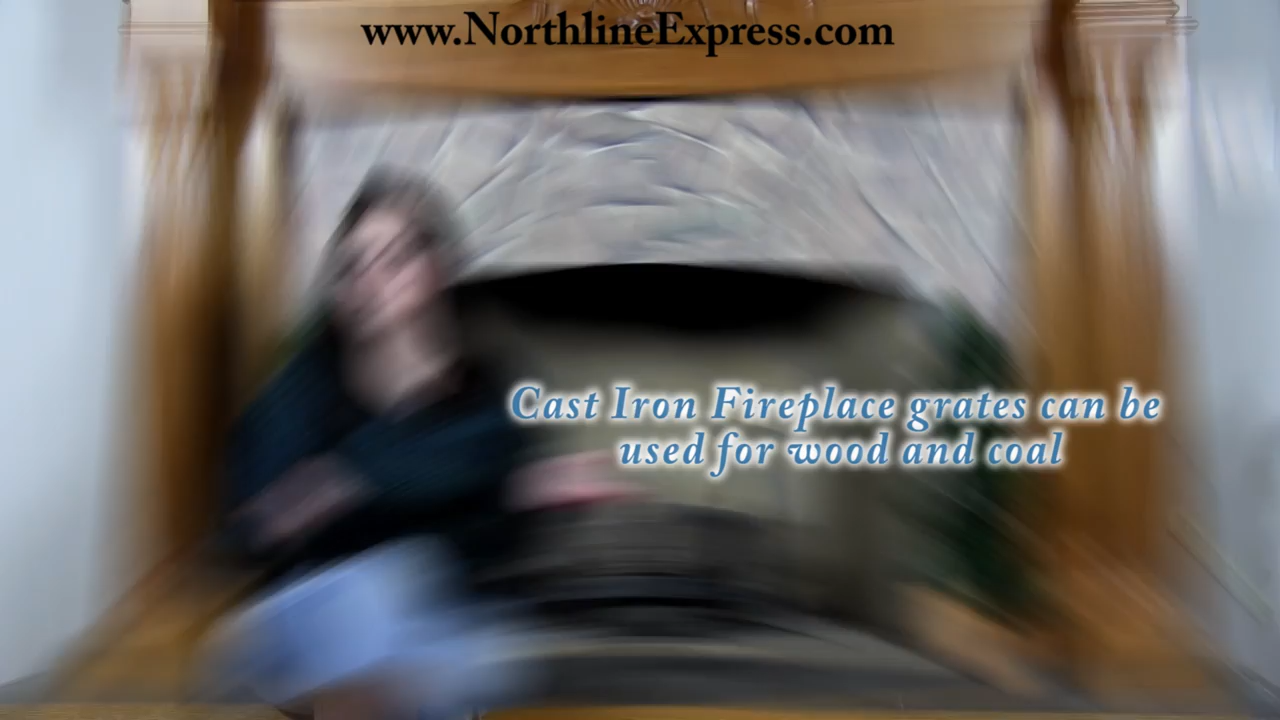 www.NorthlineExpress.com
Cast Iron Fireplace grates can be
used for wood and coal